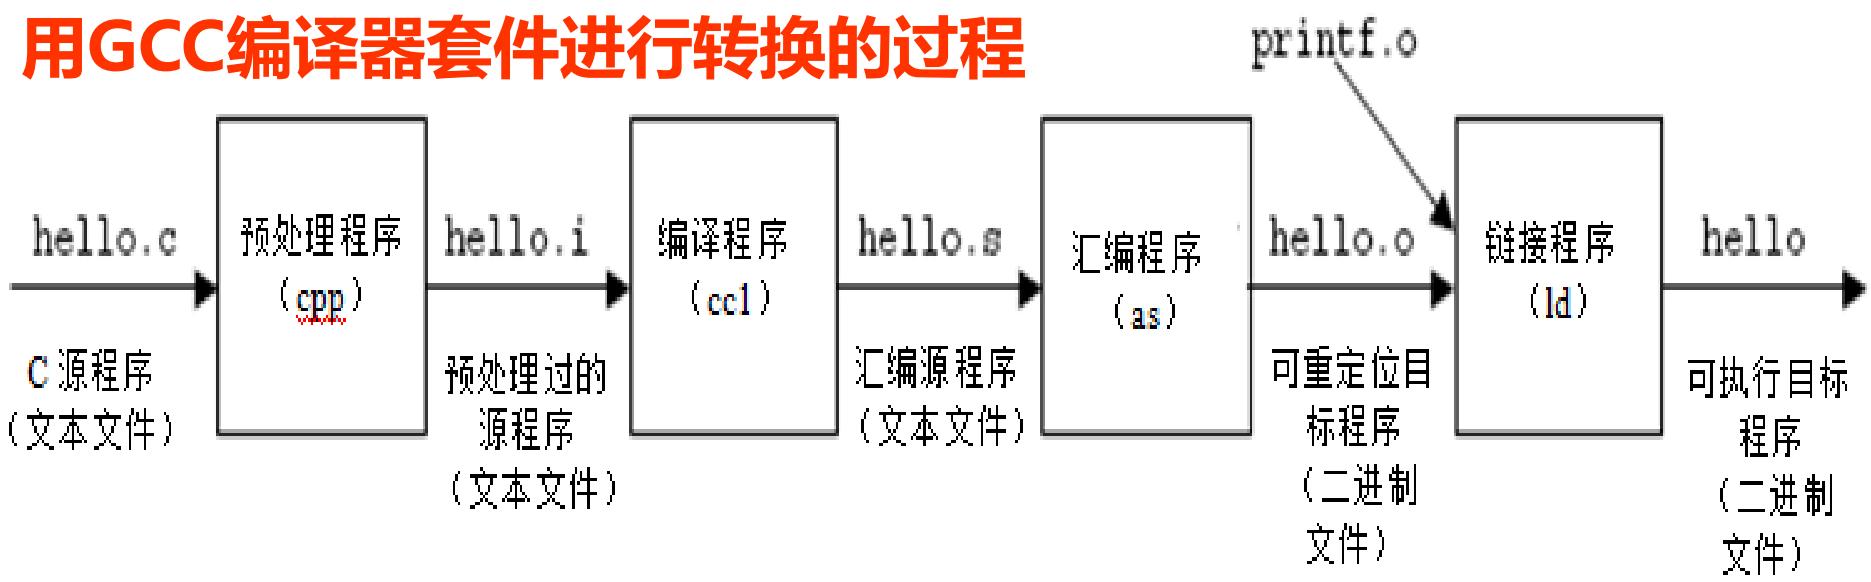 用GCC编译器套件进行转换的过程
printf.o
hello.c
预处理程序
（cpp）
hello.i
编译程序
（cc1）
hello.s
汇编程序
（as）
hello.o
链接程序
（ld）
hello
C 源程序
（文本文件）
预处理过的
源程序
（文本文件）
汇编源程序
（文本文件）
可重定位目
标程序
（二进制
文件）
可执行目标
程序
（二进制
文件）